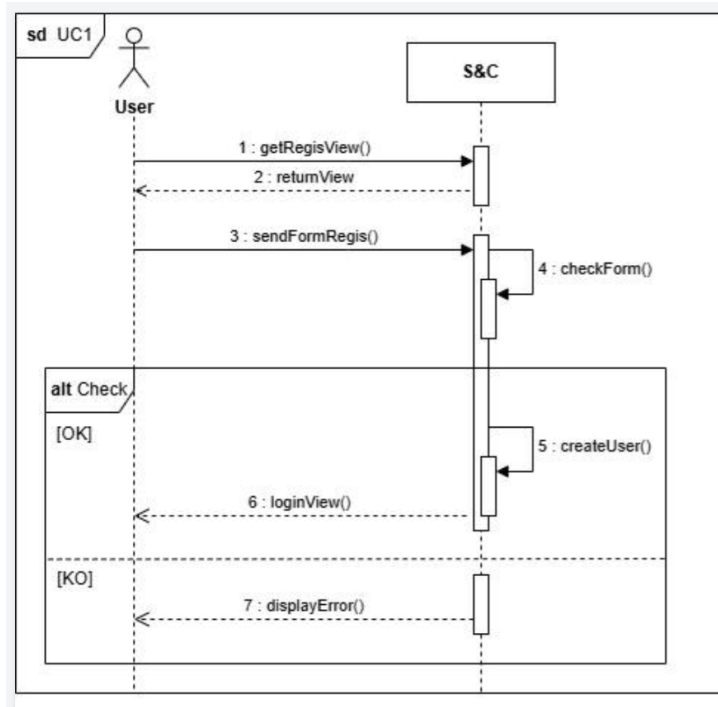 sd UC1
User
S&C
1 : getRegisView()
2 : returnView
3 : sendFormRegis()
4 : checkForm()
alt Check
[OK]
5 : createUser()
6 : loginView()
[KO]
7 : displayError()